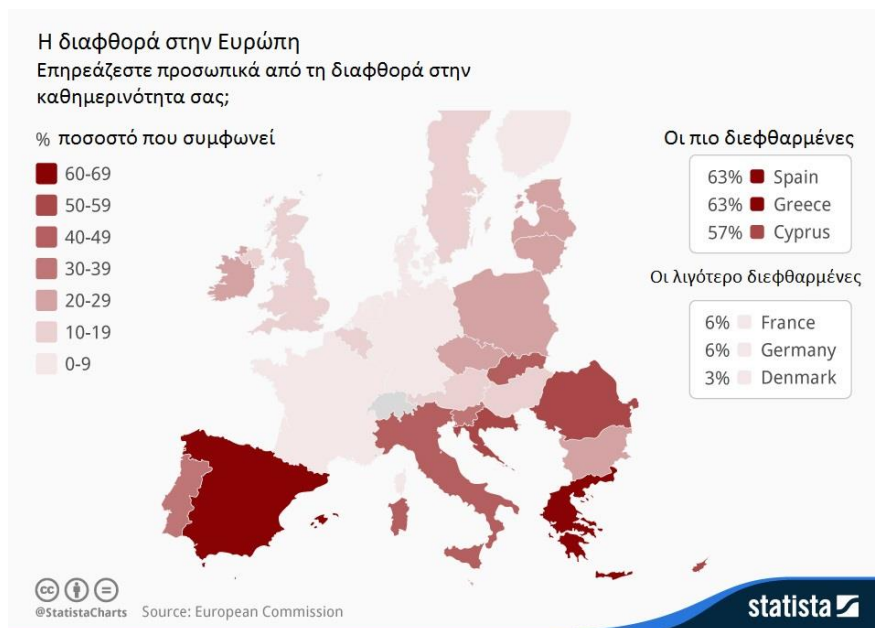 Η διαφθορά στην Ευρώπη
Επηρεάζεστε προσωπικά από τη διαφθορά στην
καθημερινότητα σας;
% ποσοστό που συμφωνεί
60-69
50-59
40-49
30-39
20-29
10-19
0-9
Οι πιο διεφθαρμένες
63% Spain
63% Greece
57% Cyprus
Οι λιγότερο διεφθαρμένες
6% France
6% Germany
3% Denmark
cc
@StatistaCharts Source: European Commission
statista